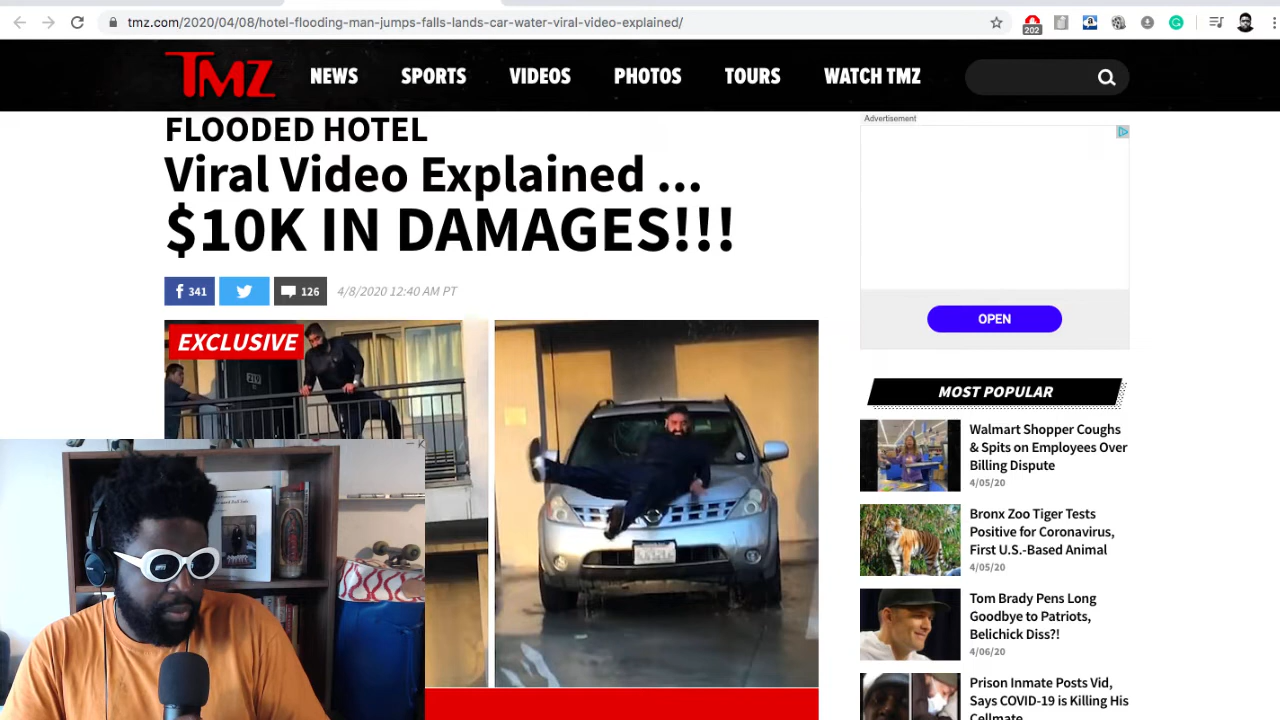 tmz.com/2020/04/08/hotel-flooding-man-jumps-falls-lands-car-water-viral-video-explained/
202
TMZ
NEWS
SPORTS
VIDEOS
PHOTOS
TOURS
WATCH TMZ
FLOODED HOTEL
Viral Video Explained ...
$10K IN DAMAGES!!!
341
126
4/8/2020 12:40 AM PT
EXCLUSIVE
Advertisement
OPEN
MOST POPULAR
Walmart Shopper Coughs
& Spits on Employees Over
Billing Dispute
4/05/20
Bronx Zoo Tiger Tests
Positive for Coronavirus,
First U.S.-Based Animal
4/05/20
Tom Brady Pens Long
Goodbye to Patriots,
Belichick Diss?!
4/06/20
Prison Inmate Posts Vid,
Says COVID-19 is Killing His
Cellmate